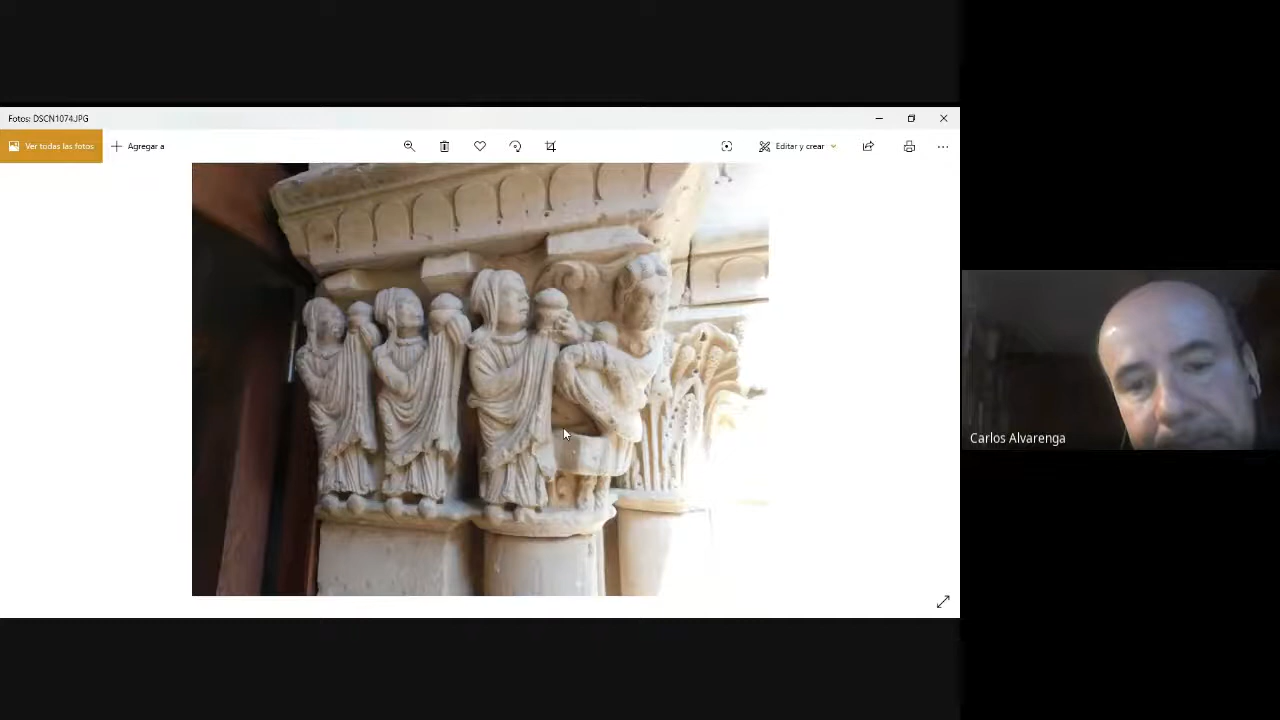 Fotos: DSCN1074.JPG
Ver todas las fotos
Agregar a
Editar y crear
Carlos Alvarenga